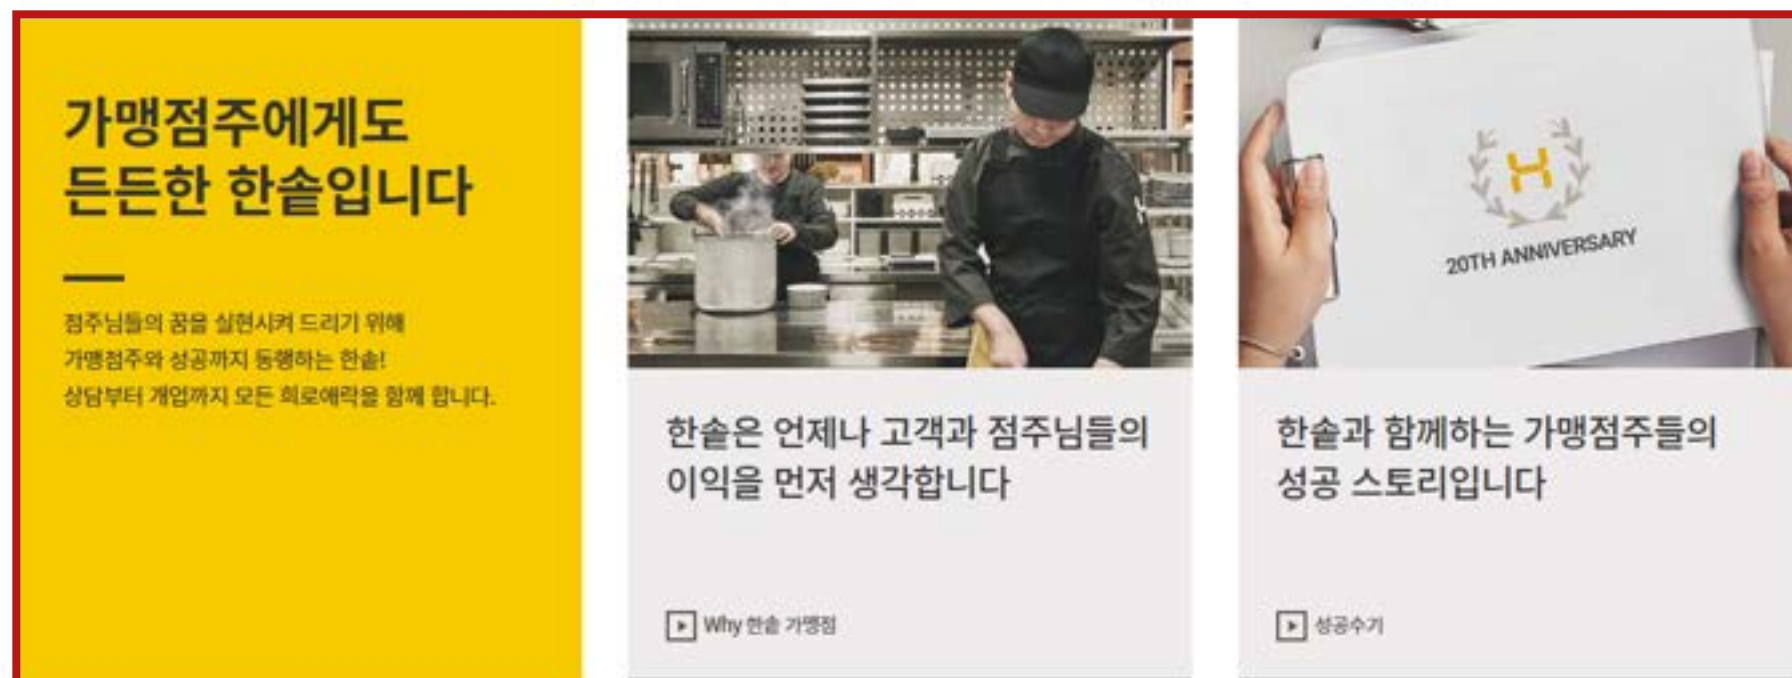 가맹점주에게도
든든한 한솥입니다
점주님들의 꿈을 실현시켜 드리기 위해
가맹점주와 성공까지 동행하는 한솥!
상담부터 개업까지 모든 희로애락을 함께 합니다.
20TH ANNIVERSARY
한솥은 언제나 고객과 점주님들의
이익을 먼저 생각합니다
Why 한솥 가맹점
한솥과 함께하는 가맹점주들의
성공 스토리입니다
성공수기